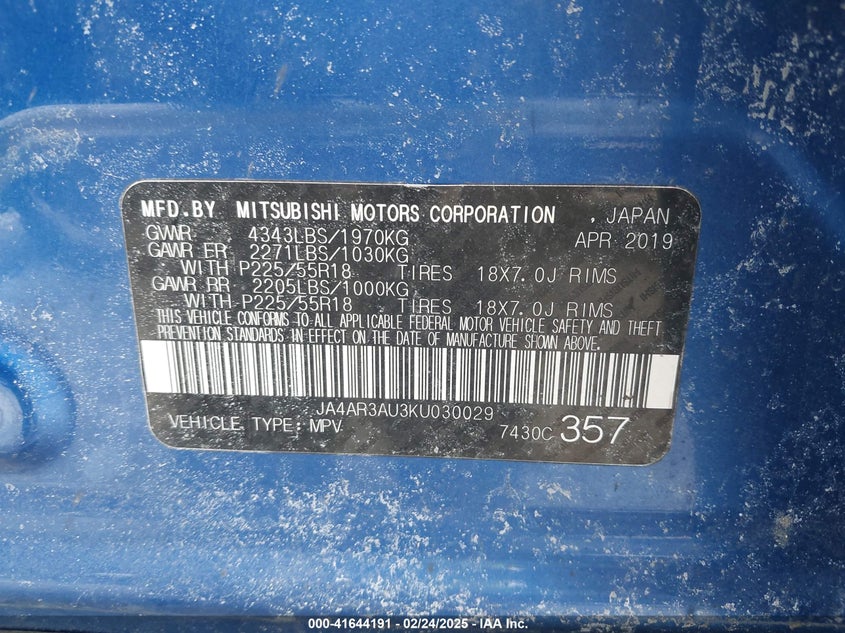 MFD.BY MITSUBISHI MOTORS CORPORATION , JAPAN
GVWR 4343LBS/1970KG APR 2019
GAWR FR 2271LBS/1030KG
WITH P225/55R18 TIRES 18X7.0J RIMS
GAWR RR 2205LBS/1000KG
WITH P225/55R18 TIRES 18X7.0J RIMS
THIS VEHICLE CONFORMS TO ALL APPLICABLE FEDERAL MOTOR VEHICLE SAFETY AND THEFT
PREVENTION STANDARDS IN EFFECT ON THE DATE OF MANUFACTURE SHOWN ABOVE.
JA4AR3AU3KU030029
VEHICLE TYPE: MPV 7430C 357
000-41644191 - 02/24/2025 - IAA Inc.